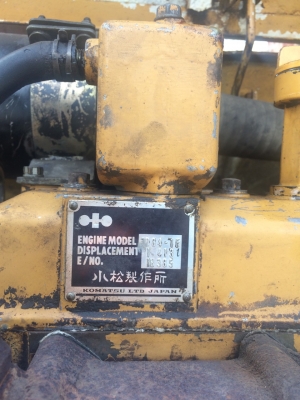 ENGINE MODEL
DISPLACEMENT
E/NO.
小松製作所
KOMATSU LTD JAPAN